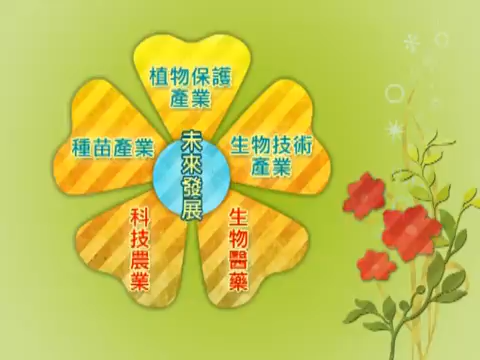 植物保護
產業
種苗產業
未來發展
生物技術
產業
科技農業
生物醫藥